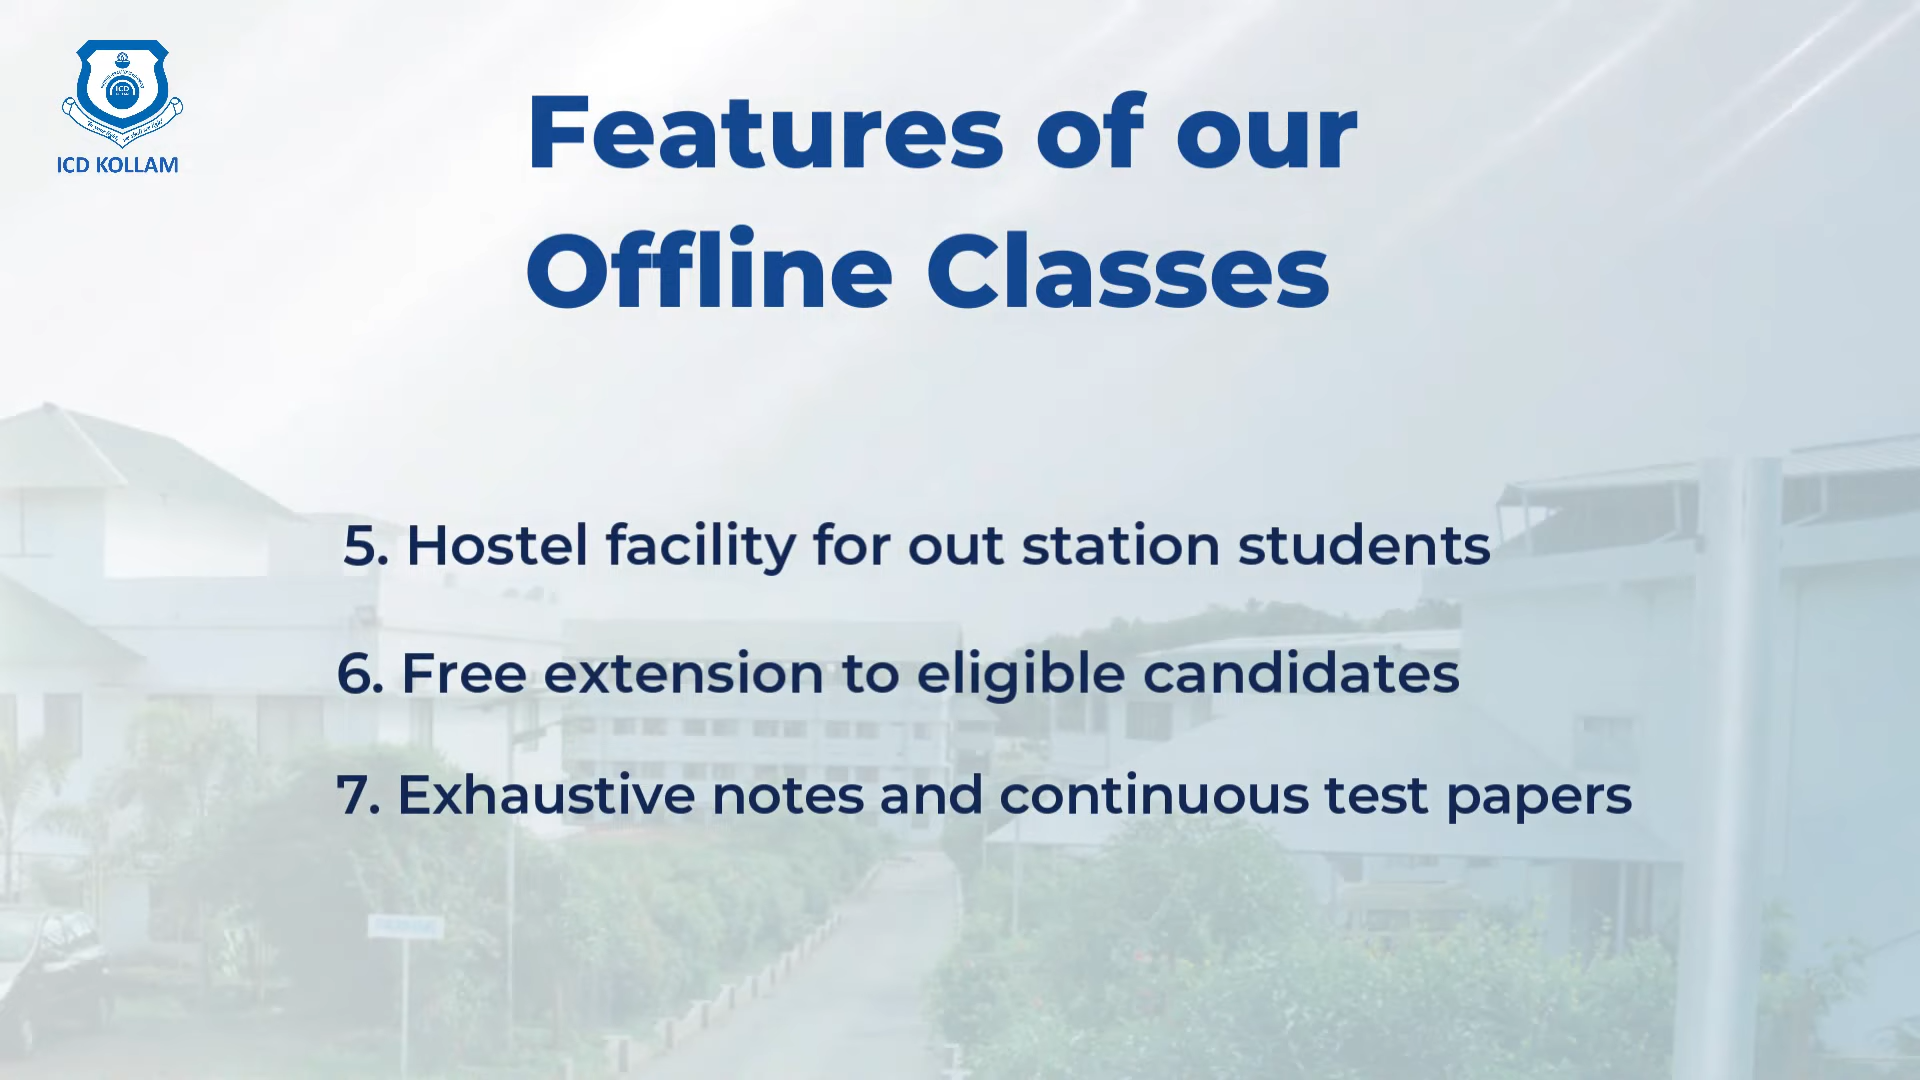 ICD
ICD KOLLAM
Features of our
Offline Classes
5. Hostel facility for out station students
6. Free extension to eligible candidates
7. Exhaustive notes and continuous test papers